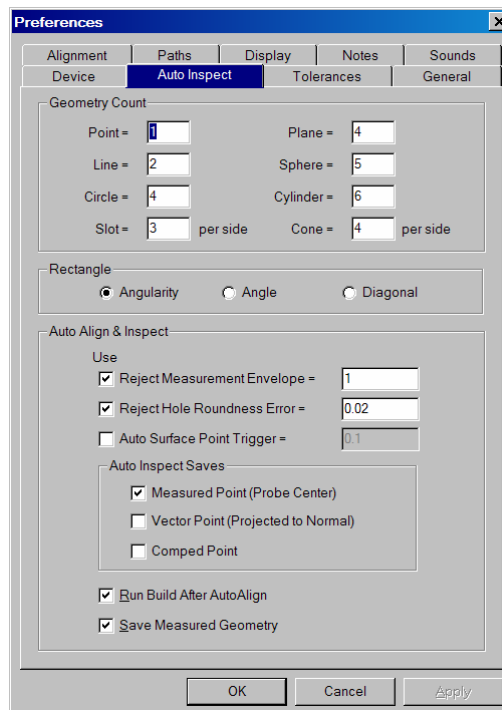 Preferences
Alignment Paths Display Notes Sounds
Device Auto Inspect Tolerances General
Geometry Count
Point = 1 Plane = 4
Line = 2 Sphere = 5
Circle = 4 Cylinder = 6
Slot = 3 per side Cone = 4 per side
Rectangle
Angularity Angle Diagonal
Auto Align & Inspect
Use
Reject Measurement Envelope = 1
Reject Hole Roundness Error = 0.02
Auto Surface Point Trigger = 0.1
Auto Inspect Saves
Measured Point (Probe Center)
Vector Point (Projected to Normal)
Comped Point
Run Build After AutoAlign
Save Measured Geometry
OK Cancel Apply